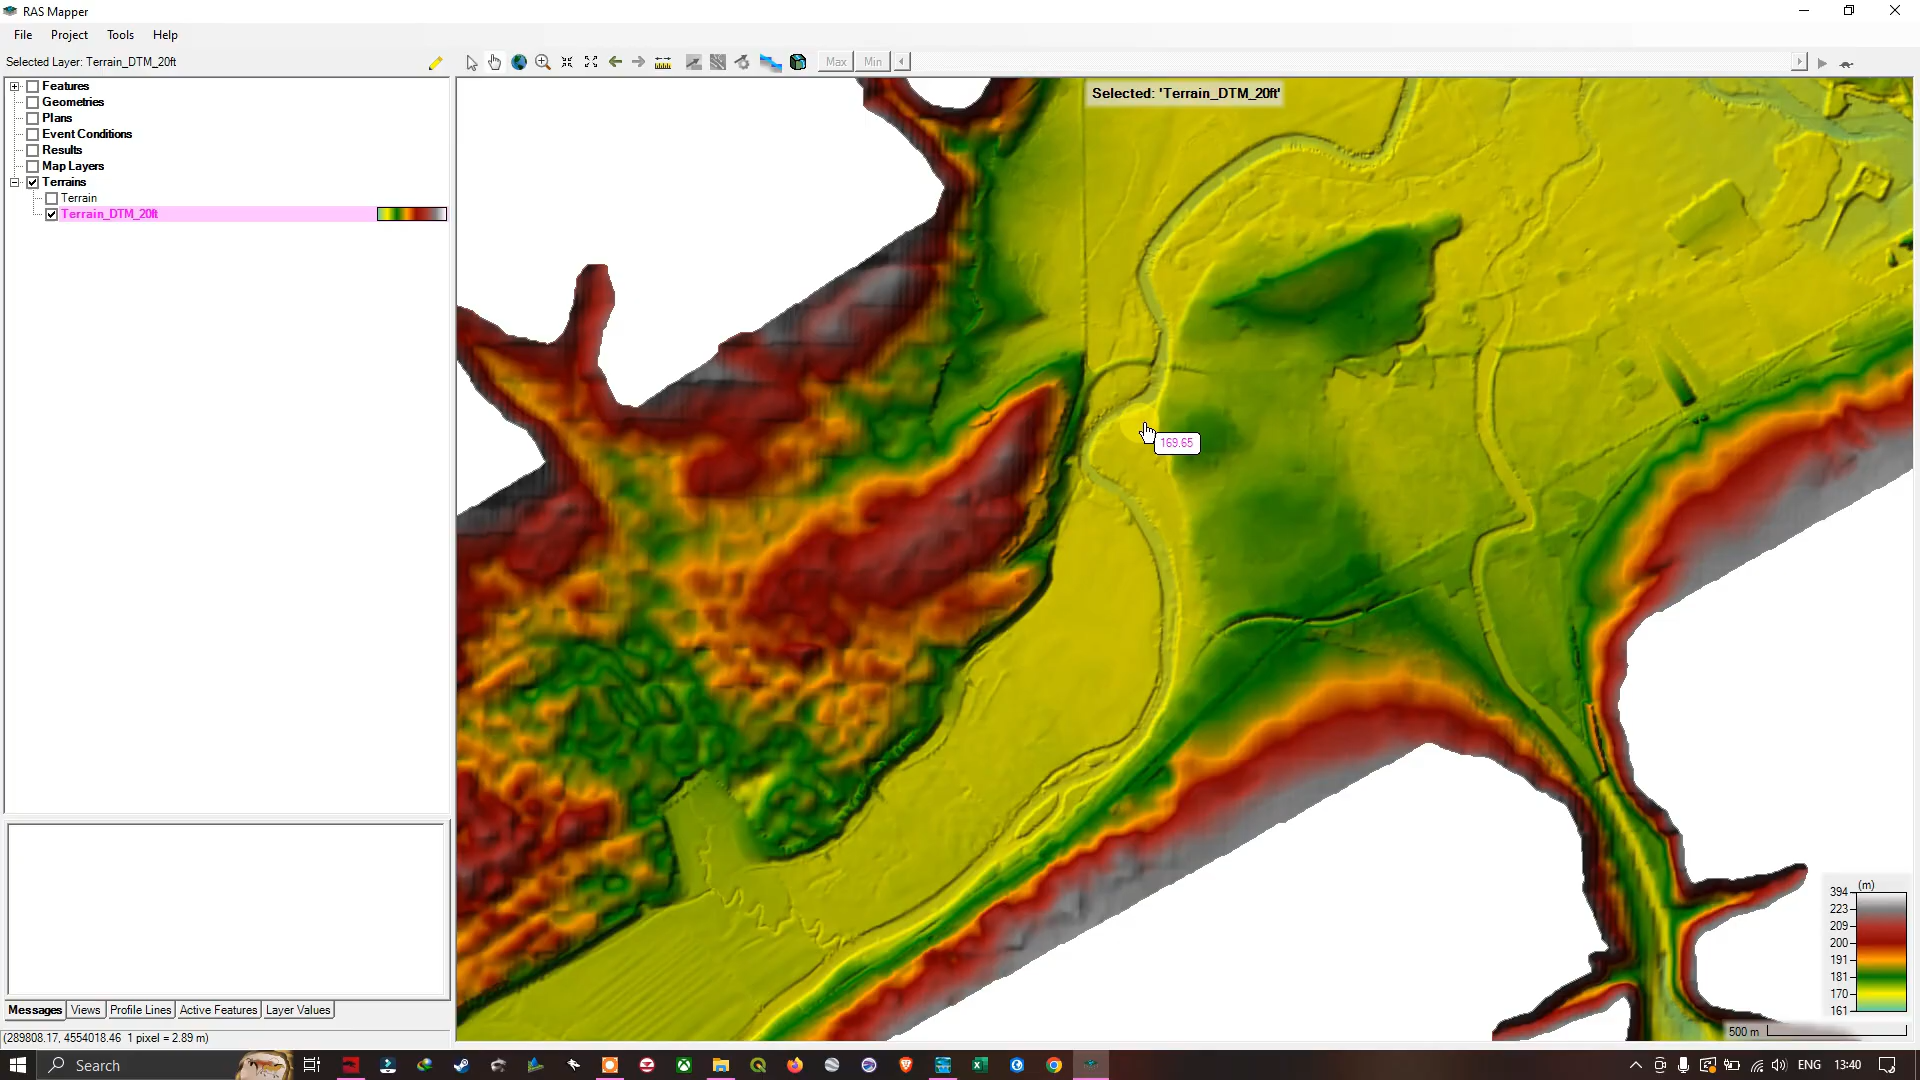 RAS Mapper
File Project Tools Help
Selected Layer: Terrain_DTM_20ft
Max Min
Features
Geometries
Plans
Event Conditions
Results
Map Layers
Terrains
Terrain
Terrain_DTM_20ft
Selected: 'Terrain_DTM_20ft'
169.65
(m)
394
223
209
200
191
181
170
161
500 m
Messages Views Profile Lines Active Features Layer Values
(289808.17, 4554018.46 1 pixel = 2.89 m)
Search
ENG 13:40